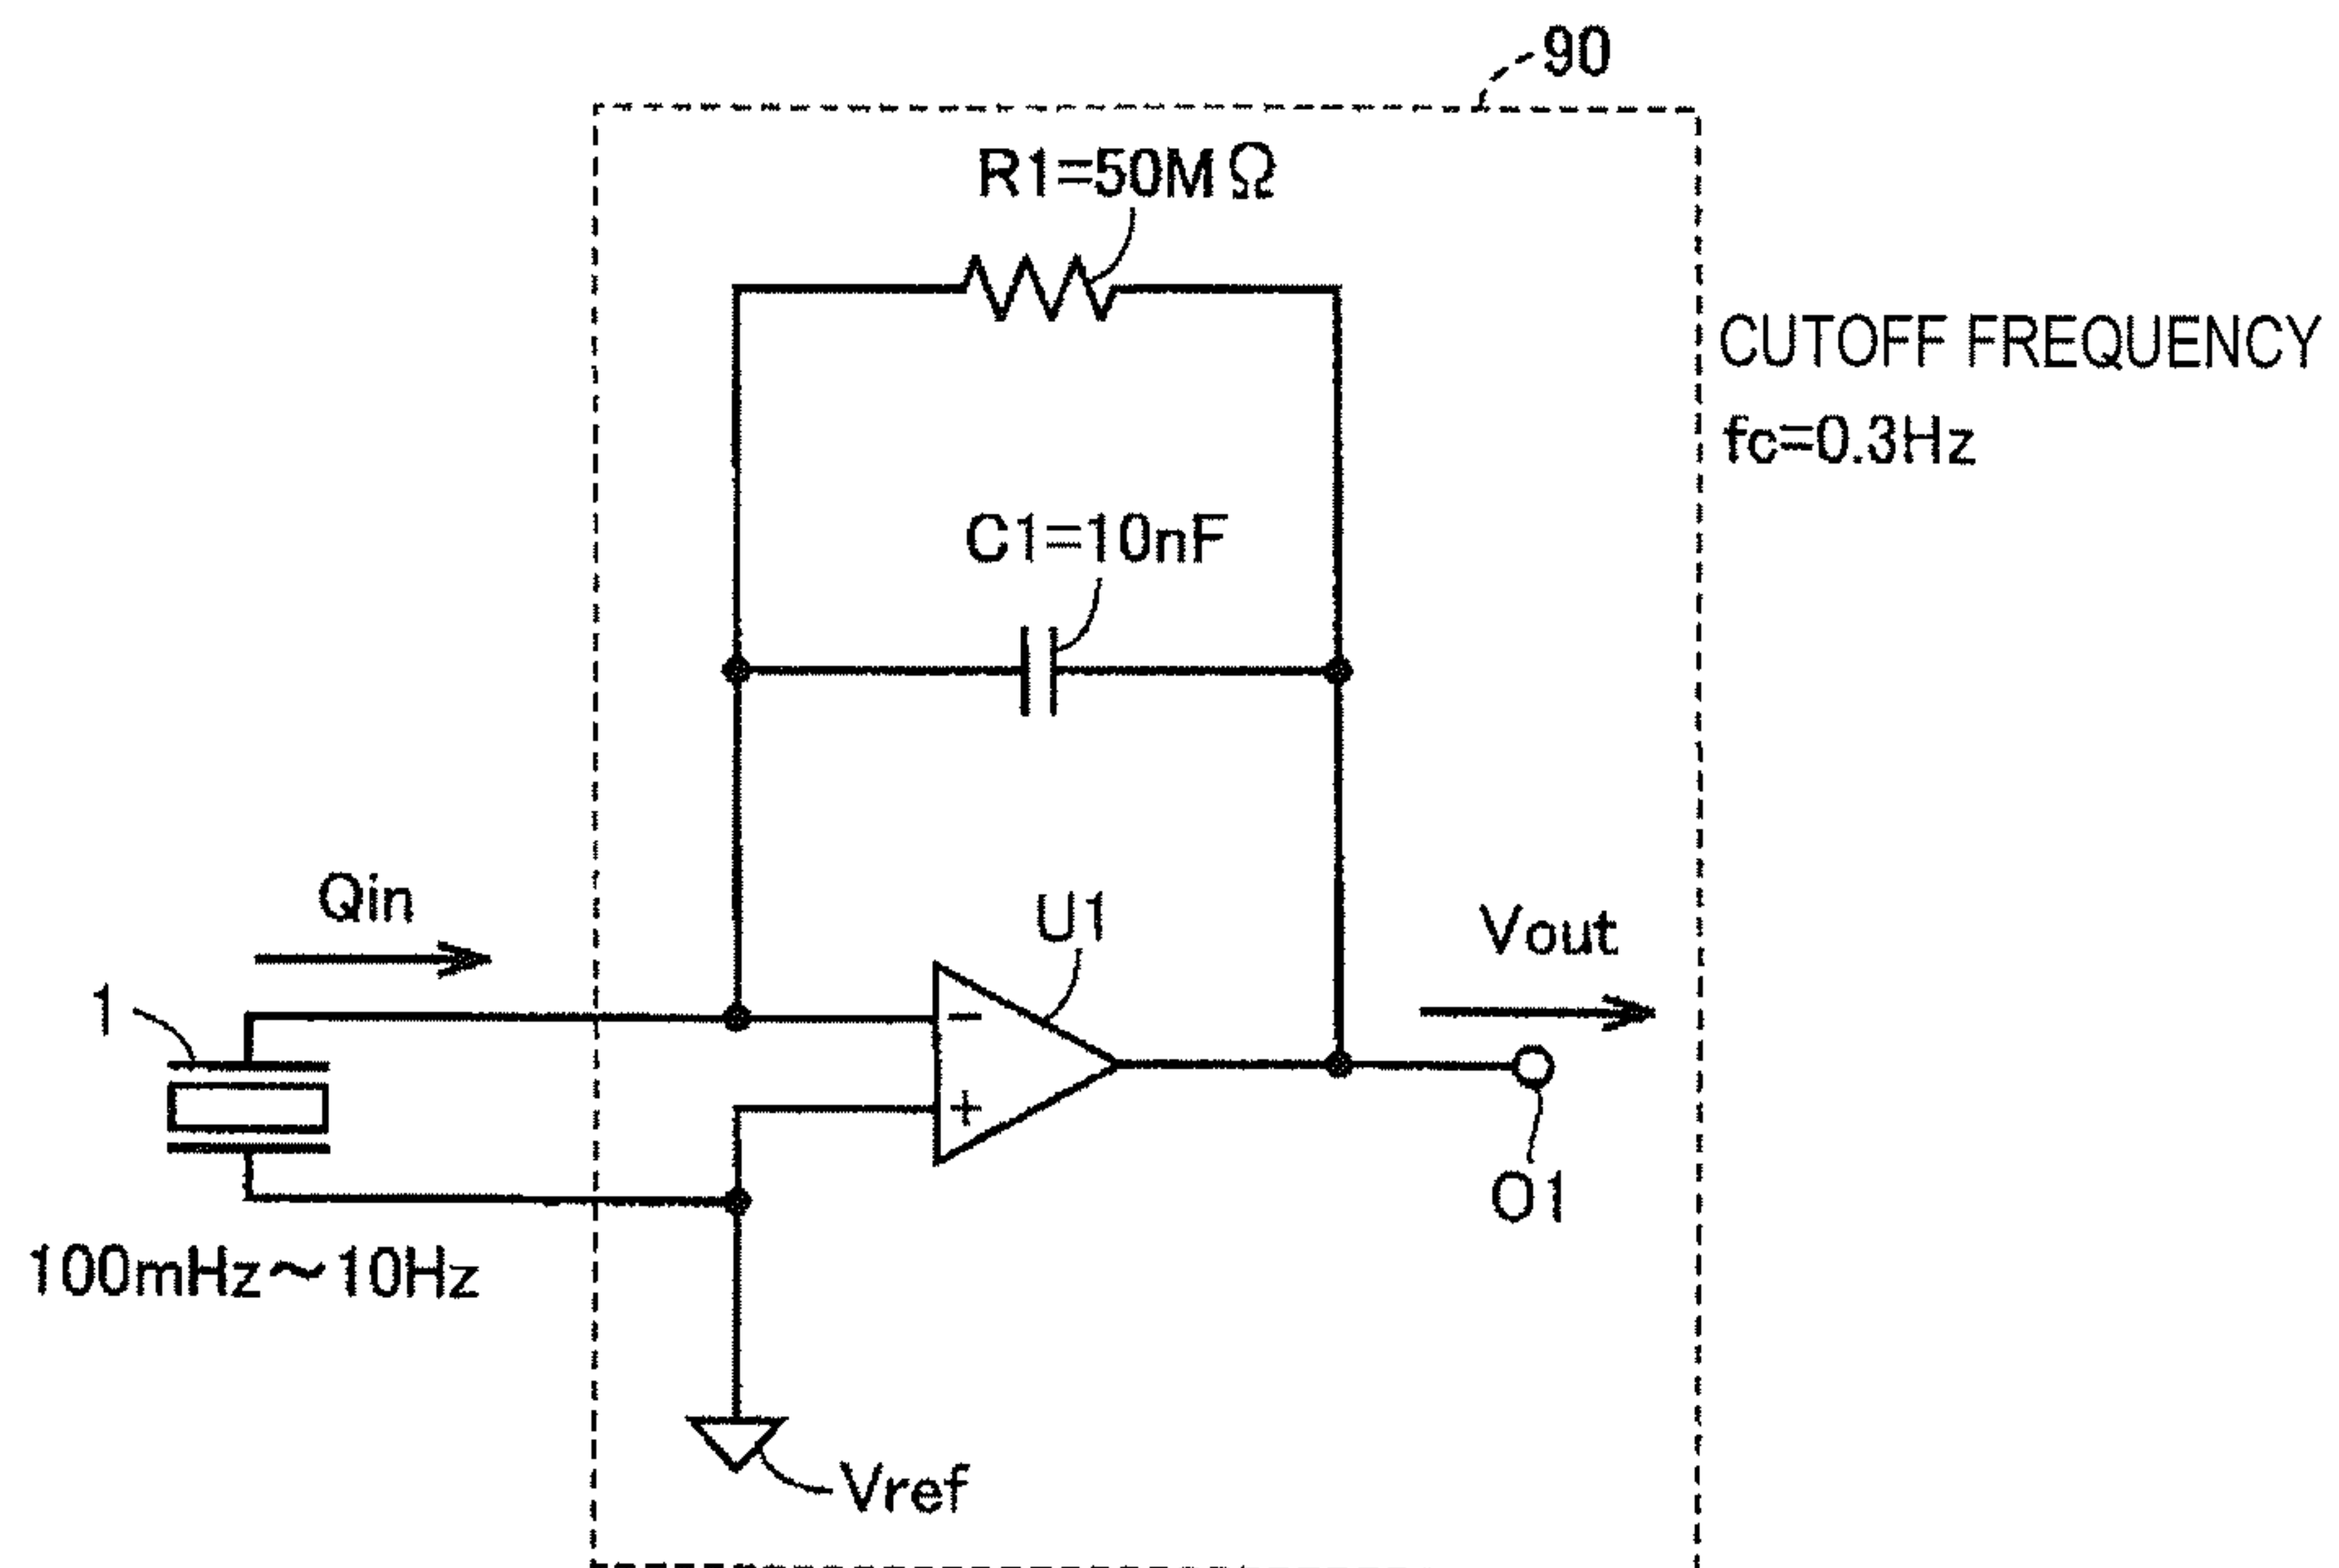 90
R1=50MΩ
CUTOFF FREQUENCY
fc=0.3Hz
C1=10nF
Qin
U1
Vout
1
−
+
O1
100mHz～10Hz
Vref